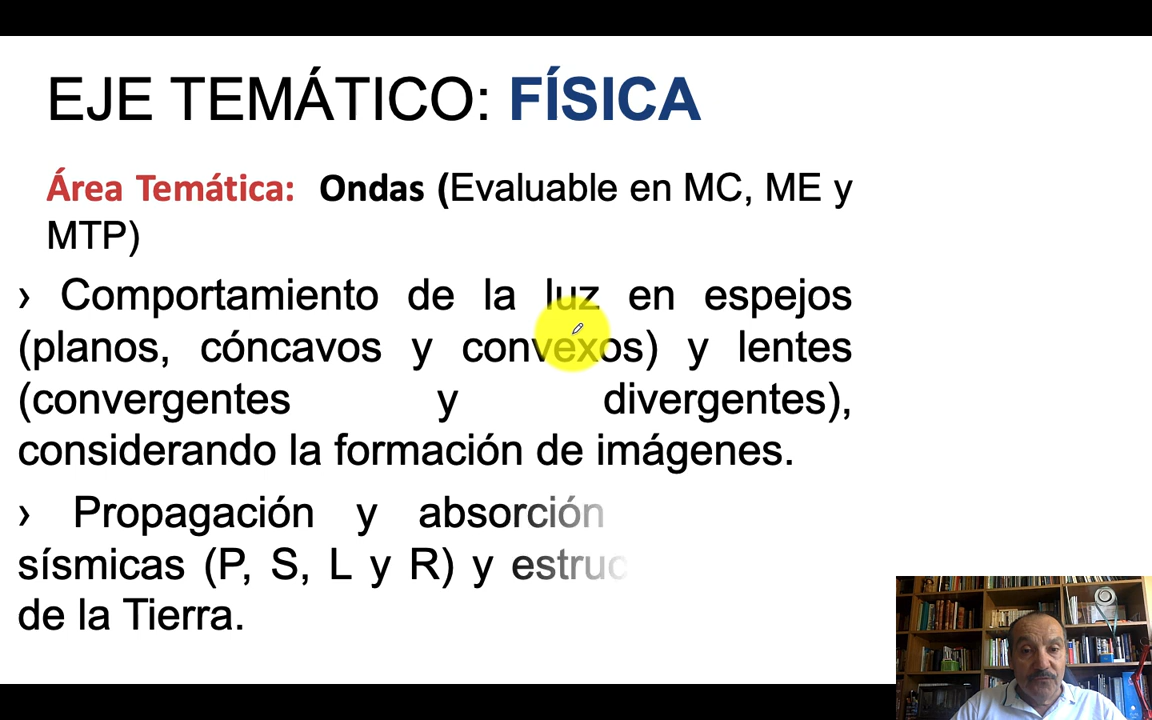 EJE TEMÁTICO: FÍSICA
Área Temática: Ondas (Evaluable en MC, ME y
MTP)
› Comportamiento de la luz en espejos
(planos, cóncavos y convexos) y lentes
(convergentes y divergentes),
considerando la formación de imágenes.
› Propagación y absorción
sísmicas (P, S, L y R) y estruc
de la Tierra.